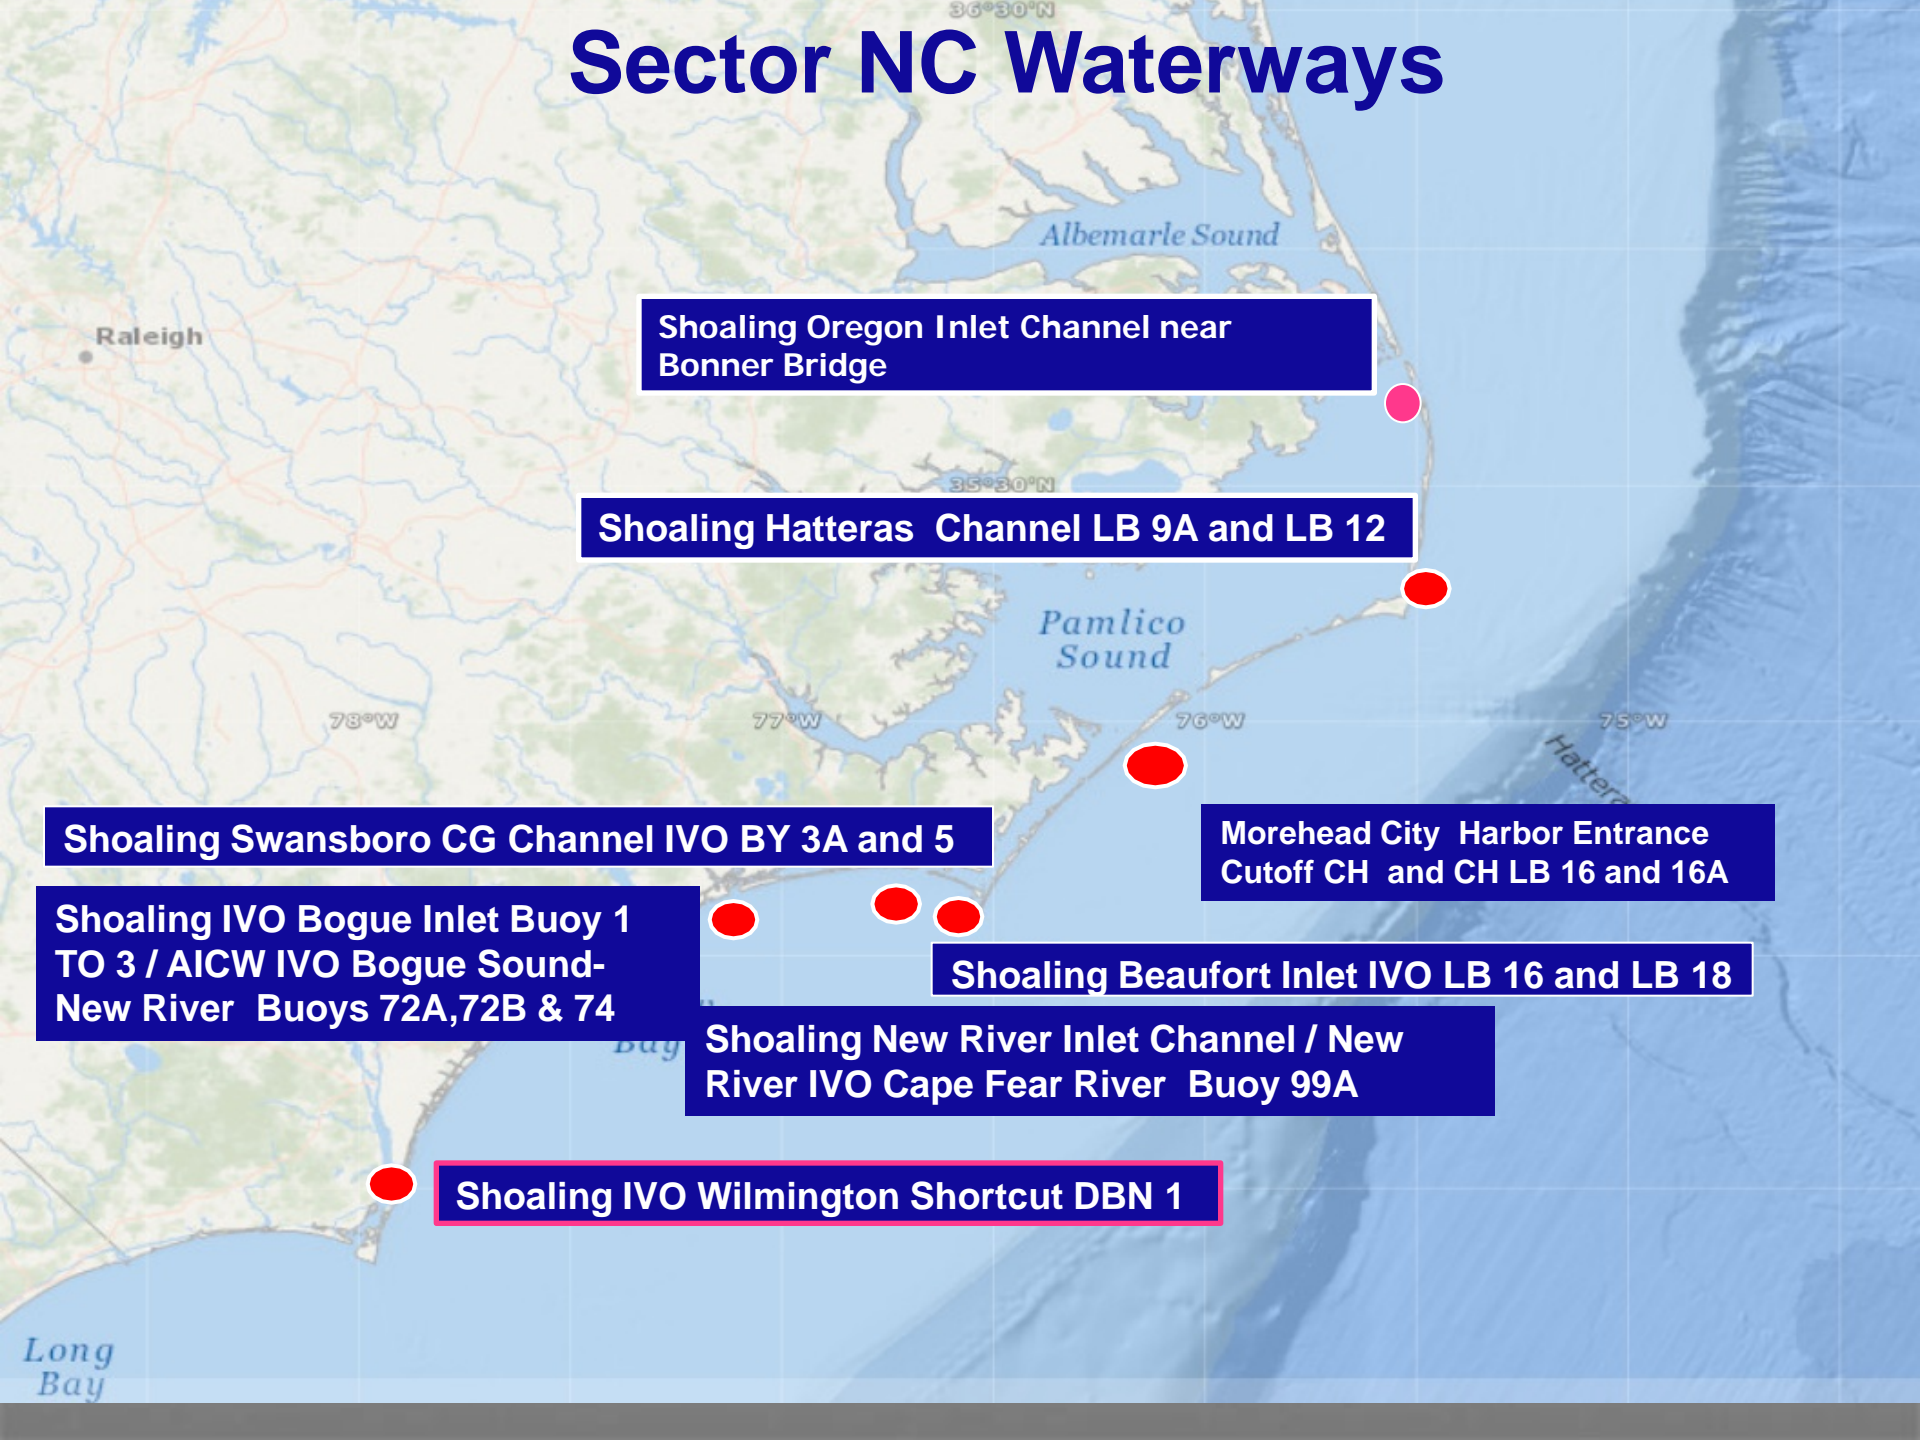 36°30'N
Sector NC Waterways
Albemarle Sound
Shoaling Oregon Inlet Channel near
Bonner Bridge
Raleigh
35°30'N
Shoaling Hatteras  Channel LB 9A and LB 12
Pamlico
Sound
78°W
77°W
76°W
75°W
Hattera
Shoaling Swansboro CG Channel IVO BY 3A and 5
Morehead City  Harbor Entrance
Cutoff CH  and CH LB 16 and 16A
Shoaling IVO Bogue Inlet Buoy 1
TO 3 / AICW IVO Bogue Sound-
New River  Buoys 72A,72B & 74
Shoaling Beaufort Inlet IVO LB 16 and LB 18
Bay
Shoaling New River Inlet Channel / New
River IVO Cape Fear River  Buoy 99A
Shoaling IVO Wilmington Shortcut DBN 1
Long
Bay